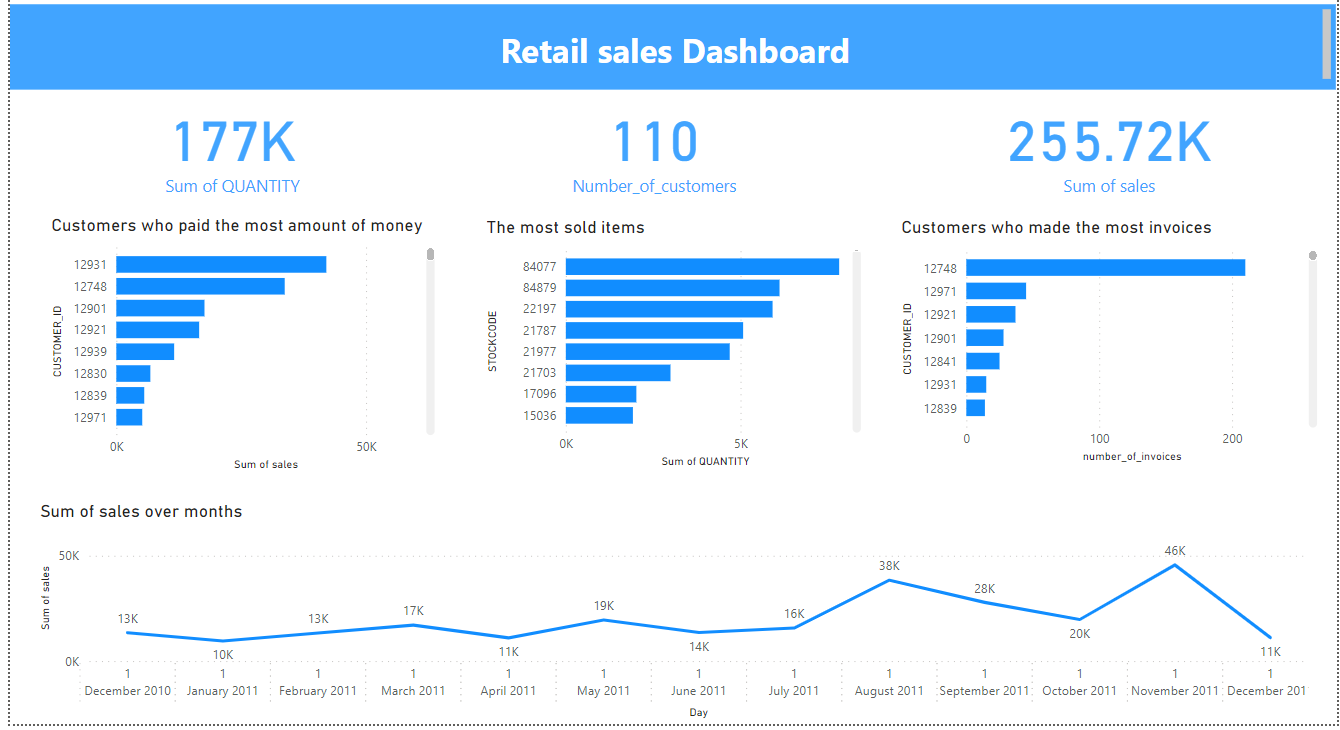 Retail sales Dashboard
177K
Sum of QUANTITY
110
Number_of_customers
255.72K
Sum of sales
Customers who paid the most amount of money
CUSTOMER_ID
12931
12748
12901
12921
12939
12830
12839
12971
0K 50K
Sum of sales
The most sold items
STOCKCODE
84077
84879
22197
21787
21977
21703
17096
15036
0K 5K
Sum of QUANTITY
Customers who made the most invoices
CUSTOMER_ID
12748
12971
12921
12901
12841
12931
12839
0 100 200
number_of_invoices
Sum of sales over months
Sum of sales
50K
0K
13K 10K 13K 17K 11K 19K 14K 16K 38K 28K 20K 46K 11K
1 1 1 1 1 1 1 1 1 1 1 1 1
December 2010 January 2011 February 2011 March 2011 April 2011 May 2011 June 2011 July 2011 August 2011 September 2011 October 2011 November 2011 December 201
Day